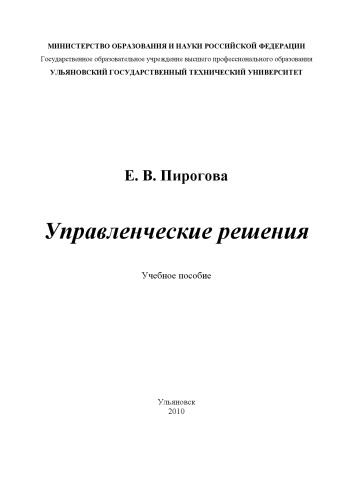 МИНИСТЕРСТВО ОБРАЗОВАНИЯ И НАУКИ РОССИЙСКОЙ ФЕДЕРАЦИИ
Государственное образовательное учреждение высшего профессионального образования
УЛЬЯНОВСКИЙ ГОСУДАРСТВЕННЫЙ ТЕХНИЧЕСКИЙ УНИВЕРСИТЕТ
Е. В. Пирогова
Управленческие решения
Учебное пособие
Ульяновск
2010